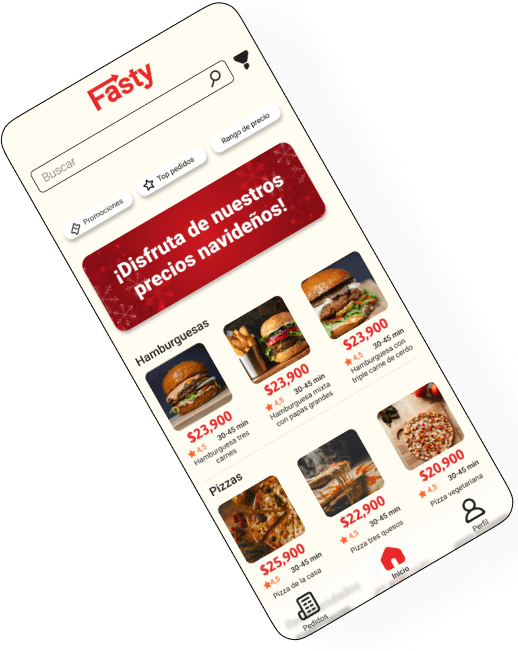 Fasty
Buscar
Promociones
Top pedidos
Rango de precio
¡Disfruta de nuestros
precios navideños!
Hamburguesas
$23,900
4,5
30-45 min
Hamburguesa tres
carnes
$23,900
4,5
30-45 min
Hamburguesa mixta
con papas grandes
$23,900
4,5
30-45 min
Hamburguesa con
triple carne de cerdo
Pizzas
$25,900
4,5
30-45 min
Pizza de la casa
$22,900
4,5
30-45 min
Pizza tres quesos
$20,900
4,5
30-45 min
Pizza vegetariana
Pedidos
Inicio
Perfil